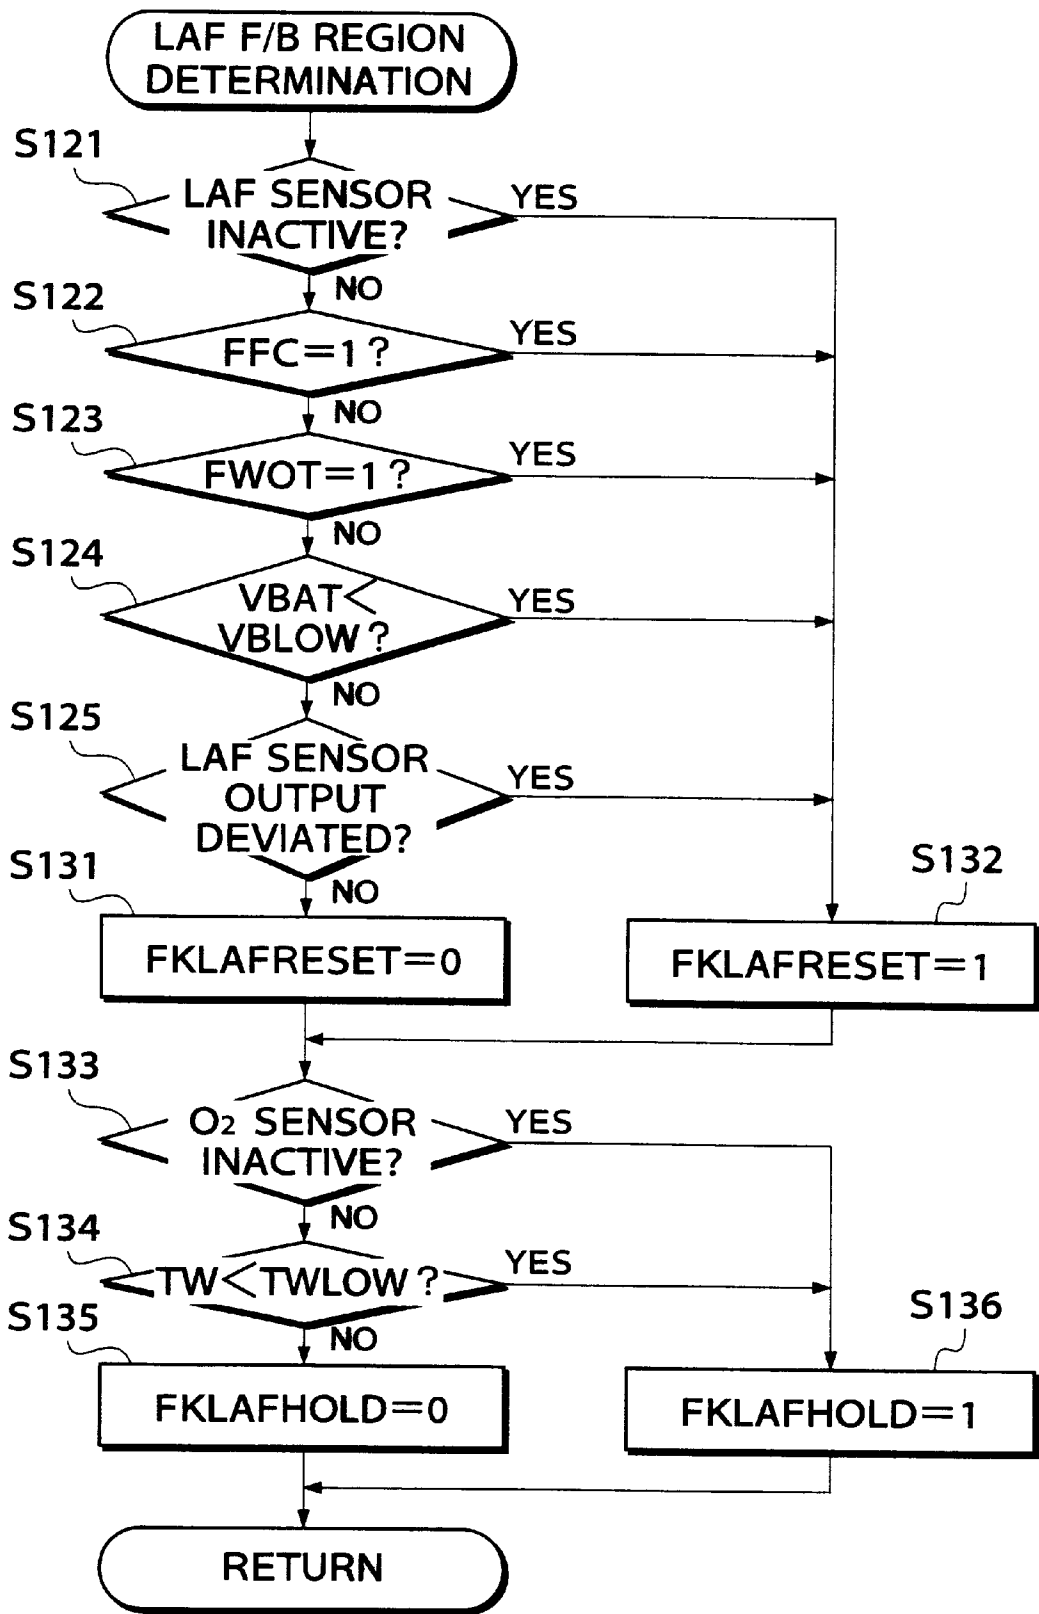 LAF F/B REGION
DETERMINATION
S121
LAF SENSOR
INACTIVE?
YES
NO
S122
FFC=1?
YES
NO
S123
FWOT=1?
YES
NO
S124
VBAT<
VBLOW?
YES
NO
S125
LAF SENSOR
OUTPUT
DEVIATED?
YES
NO
S131
FKLAFRESET=0
S132
FKLAFRESET=1
S133
O2 SENSOR
INACTIVE?
YES
NO
S134
TW<TWLOW?
YES
NO
S135
FKLAFHOLD=0
S136
FKLAFHOLD=1
RETURN